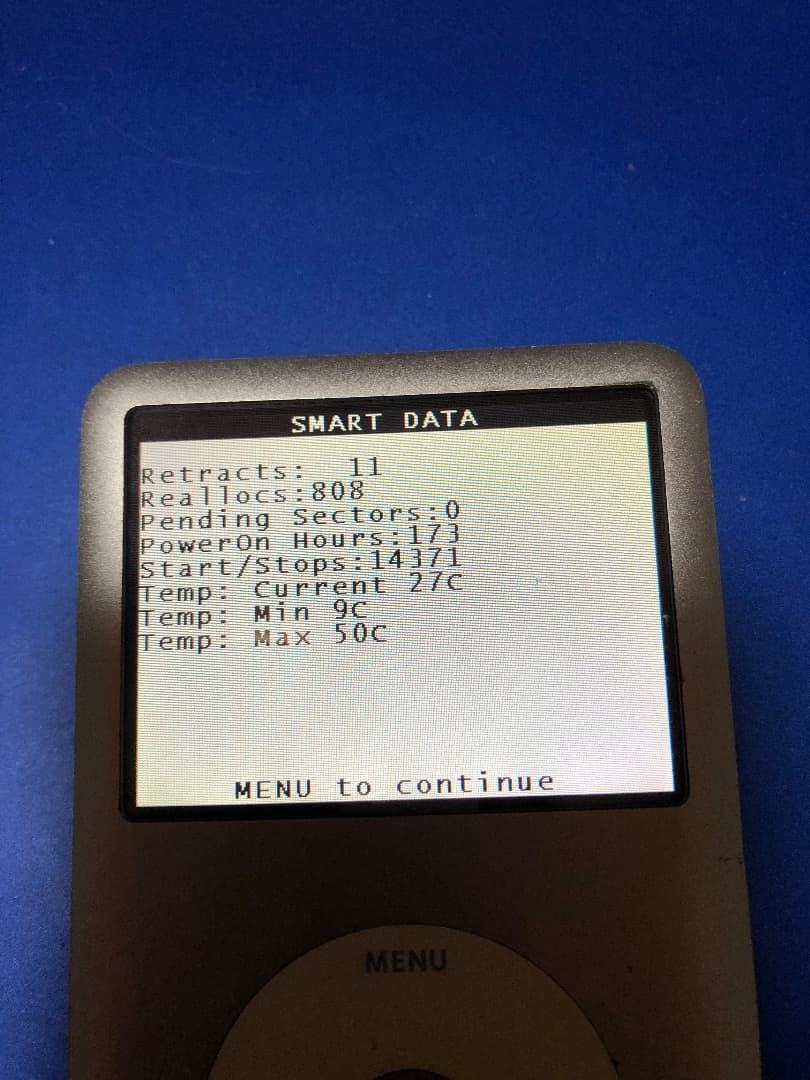 SMART DATA
Retracts: 11
Reallocs:808
Pending Sectors:0
PowerOn Hours:173
Start/Stops:14371
Temp: Current 27C
Temp: Min 9C
Temp: Max 50C
MENU to continue
MENU